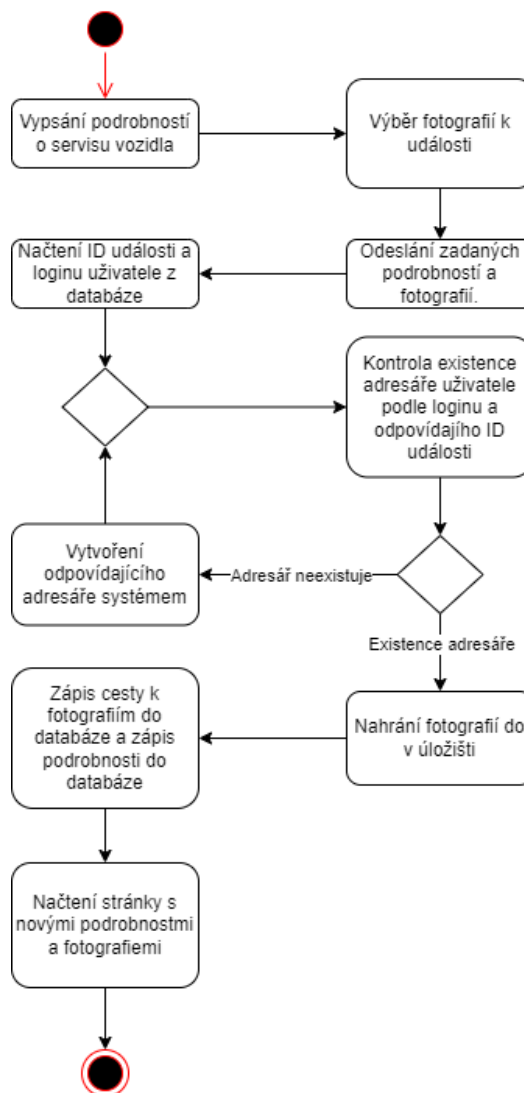 Vypsání podrobností
o servisu vozidla
Výběr fotografií k
události
Odeslání zadaných
podrobností a
fotografií.
Načtení ID události a
loginu uživatele z
databáze
Kontrola existence
adresáře uživatele
podle loginu a
odpovídajího ID
události
Vytvoření
odpovídajícího
adresáře systémem
Adresář neexistuje
Existence adresáře
Nahrání fotografií do
v úložišti
Zápis cesty k
fotografiím do
databáze a zápis
podrobnosti do
databáze
Načtení stránky s
novými podrobnostmi
a fotografiemi